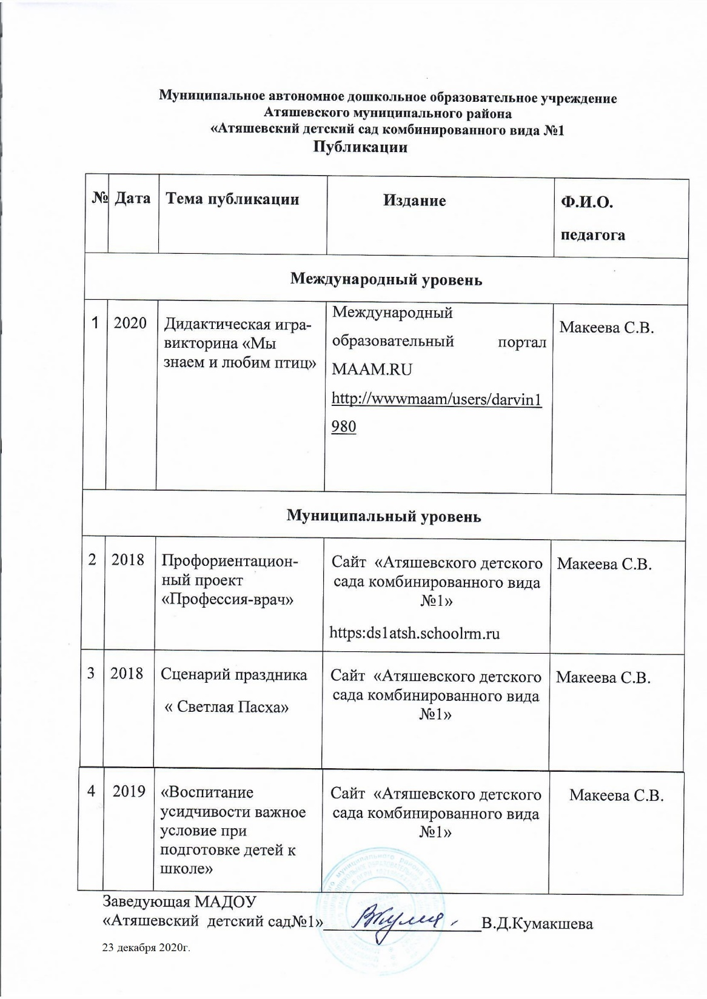 Муниципальное автономное дошкольное образовательное учреждение
Атяшевского муниципального района
«Атяшевский детский сад комбинированного вида №1
Публикации
№ Дата Тема публикации Издание Ф.И.О.
педагога
Международный уровень
1 2020 Дидактическая игра-
викторина «Мы
знаем и любим птиц»
Международный
образовательный портал
MAAM.RU
http://wwwmaam/users/darvin1
980
Макеева С.В.
Муниципальный уровень
2 2018 Профориентацион-
ный проект
«Профессия-врач»
Сайт «Атяшевского детского
сада комбинированного вида
№1»
https:ds1atsh.schoolrm.ru
Макеева С.В.
3 2018 Сценарий праздника
« Светлая Пасха»
Сайт «Атяшевского детского
сада комбинированного вида
№1»
Макеева С.В.
4 2019 «Воспитание
усидчивости важное
условие при
подготовке детей к
школе»
Сайт «Атяшевского детского
сада комбинированного вида
№1»
Макеева С.В.
Заведующая МАДОУ
«Атяшевский детский сад№1»____________________В.Д.Кумакшева
23 декабря 2020г.